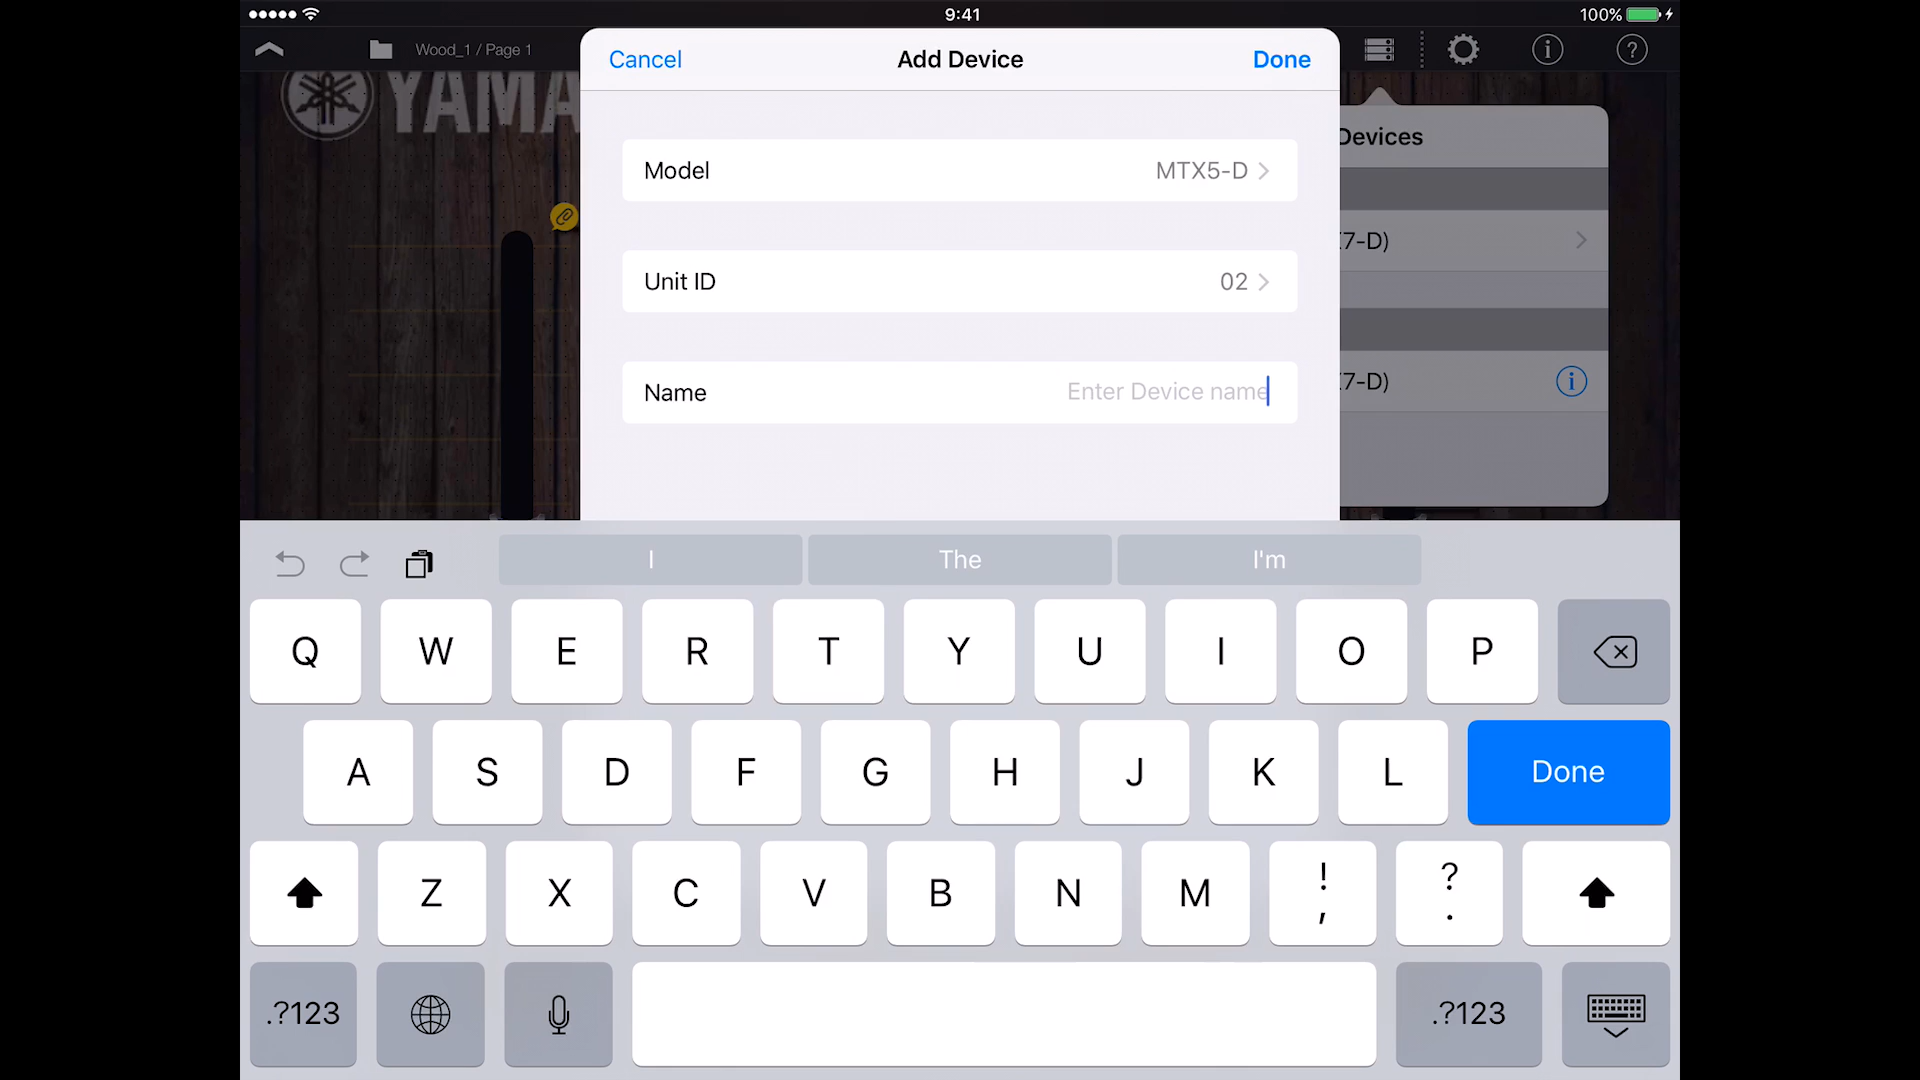 9:41
100%
Wood_1 / Page 1
YAMA
Cancel
Add Device
Done
Devices
Model
MTX5-D
7-D)
Unit ID
02
Name
Enter Device name
7-D)
I
The
I'm
Q W E R T Y U I O P
A S D F G H J K L Done
Z X C V B N M ! , ? .
.?123
.?123